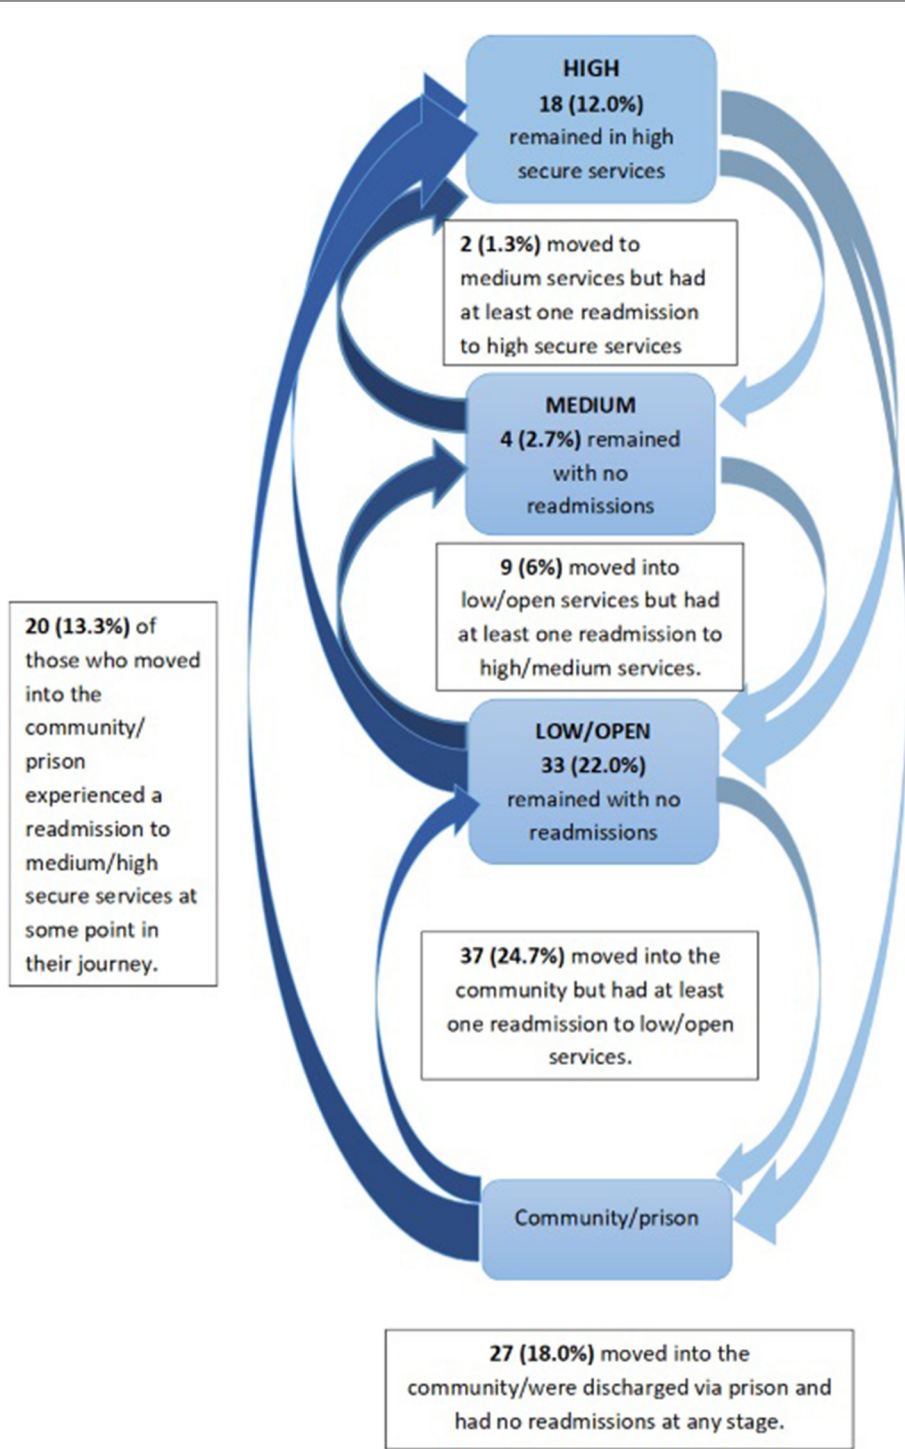 HIGH
18 (12.0%)
remained in high
secure services
2 (1.3%) moved to
medium services but had
at least one readmission
to high secure services
MEDIUM
4 (2.7%) remained
with no
readmissions
9 (6%) moved into
low/open services but had
at least one readmission to
high/medium services.
20 (13.3%) of
those who moved
into the
community/
prison
experienced a
readmission to
medium/high
secure services at
some point in
their journey.
LOW/OPEN
33 (22.0%)
remained with no
readmissions
37 (24.7%) moved into the
community but had at least
one readmission to low/open
services.
Community/prison
27 (18.0%) moved into the
community/were discharged via prison and
had no readmissions at any stage.